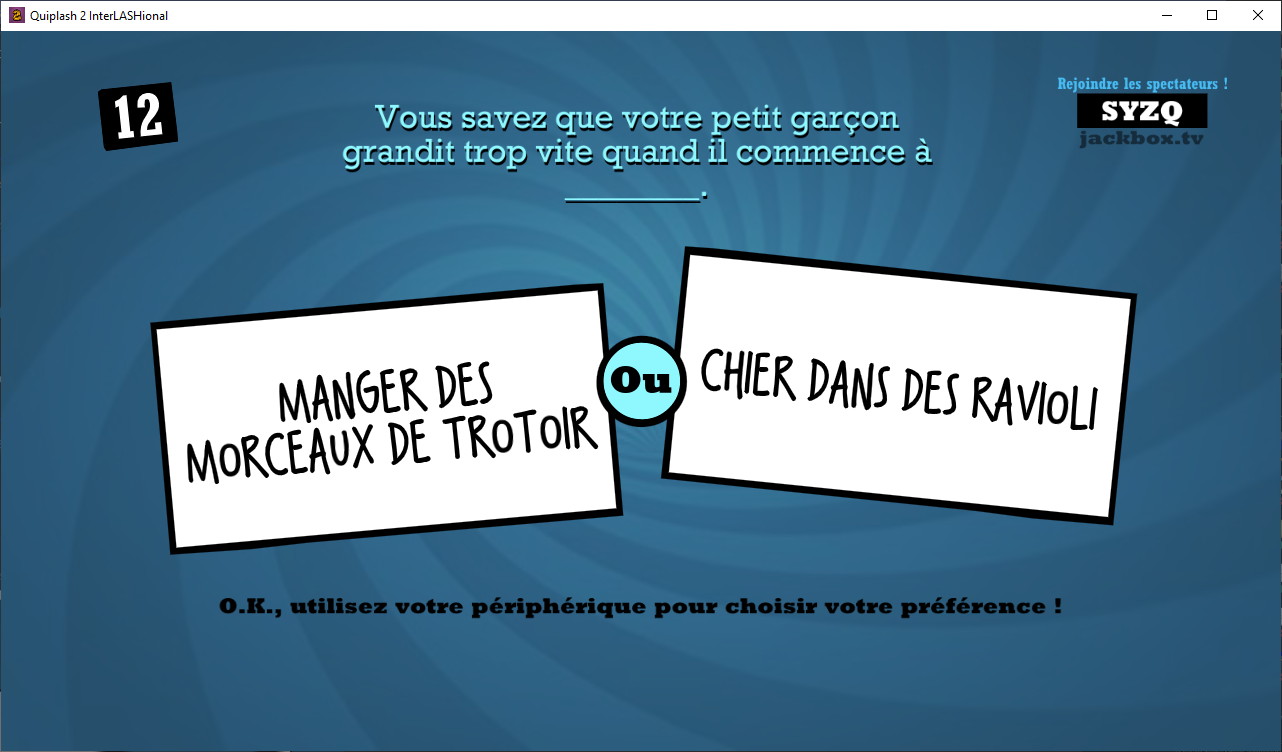 Quiplash 2 InterLASHional
12
Rejoindre les spectateurs !
SYZQ
jackbox.tv
Vous savez que votre petit garçon
grandit trop vite quand il commence à
_________.
MANGER DES
MORCEAUX DE TROTOIR
Ou
CHIER DANS DES RAVIOLI
O.K., utilisez votre périphérique pour choisir votre préférence !